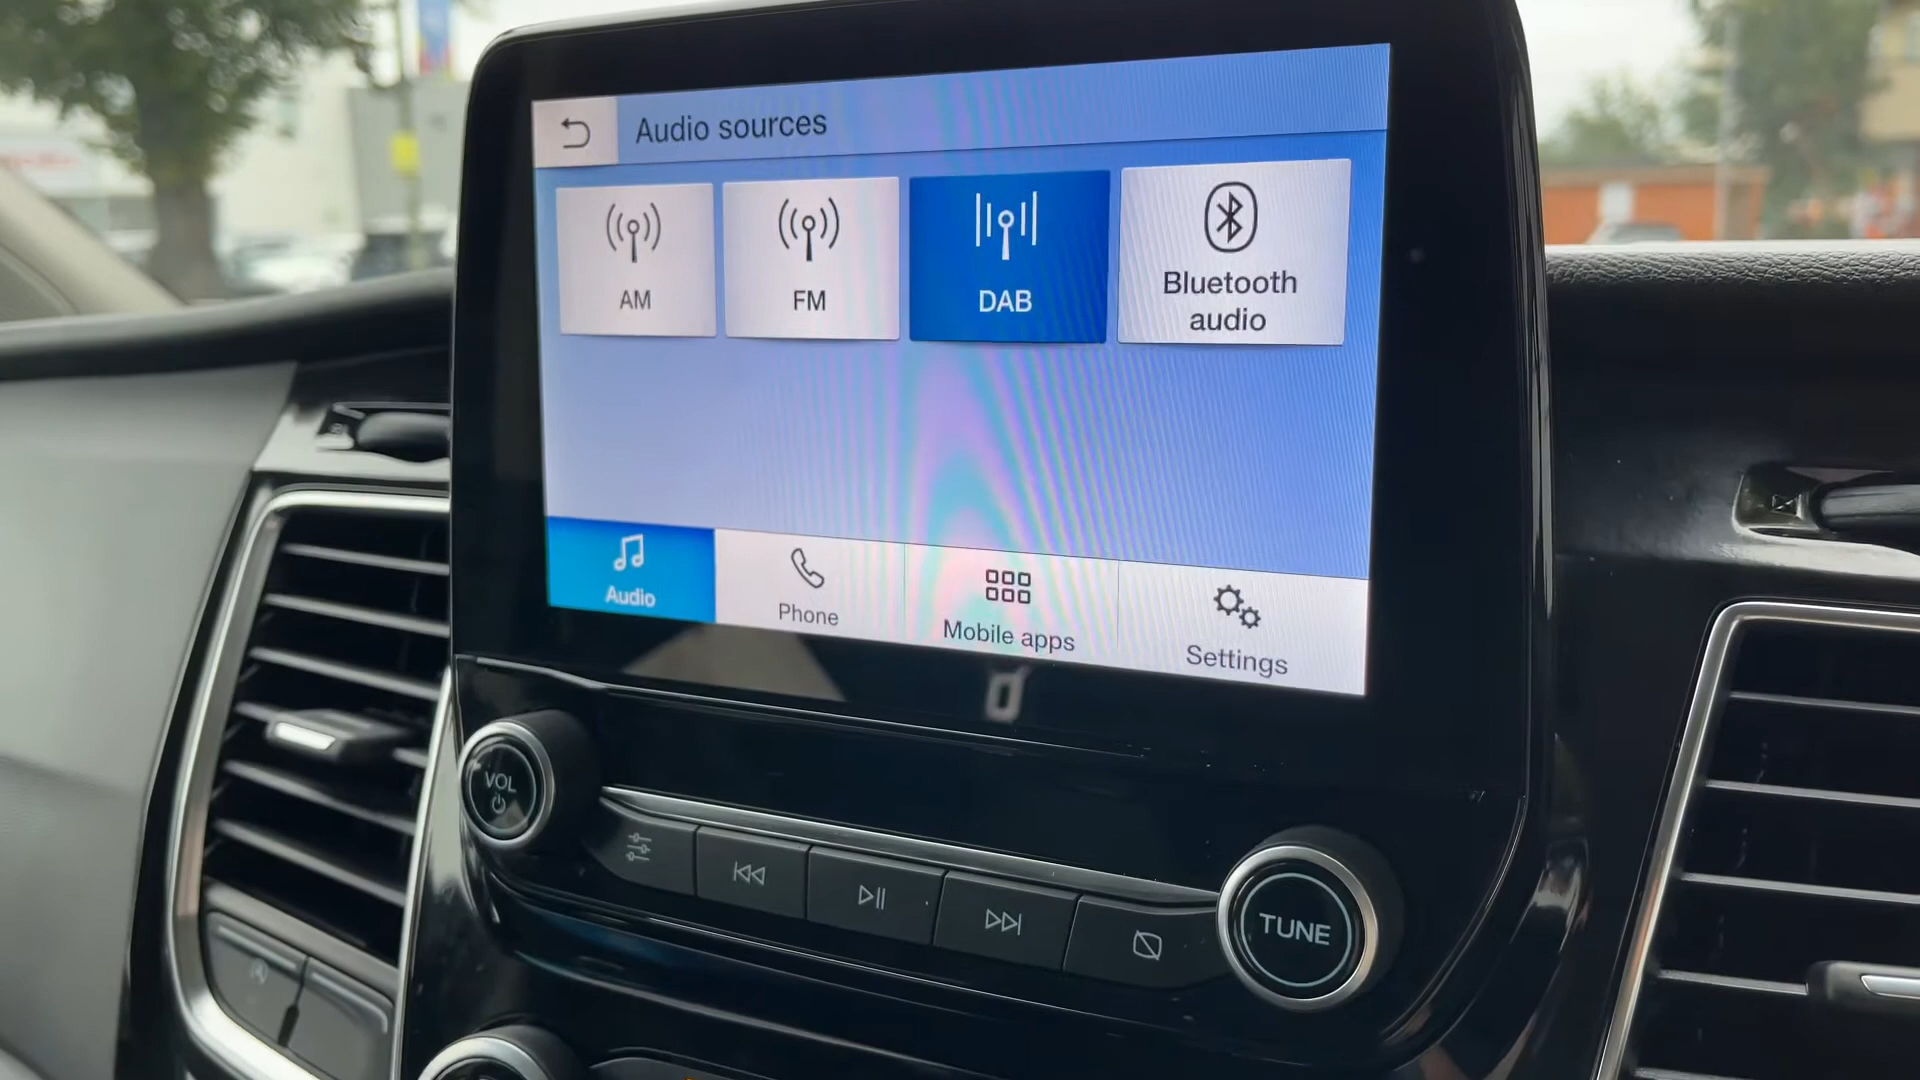 Audio sources
AM
FM
DAB
Bluetooth
audio
Audio
Phone
Mobile apps
Settings
VOL
TUNE